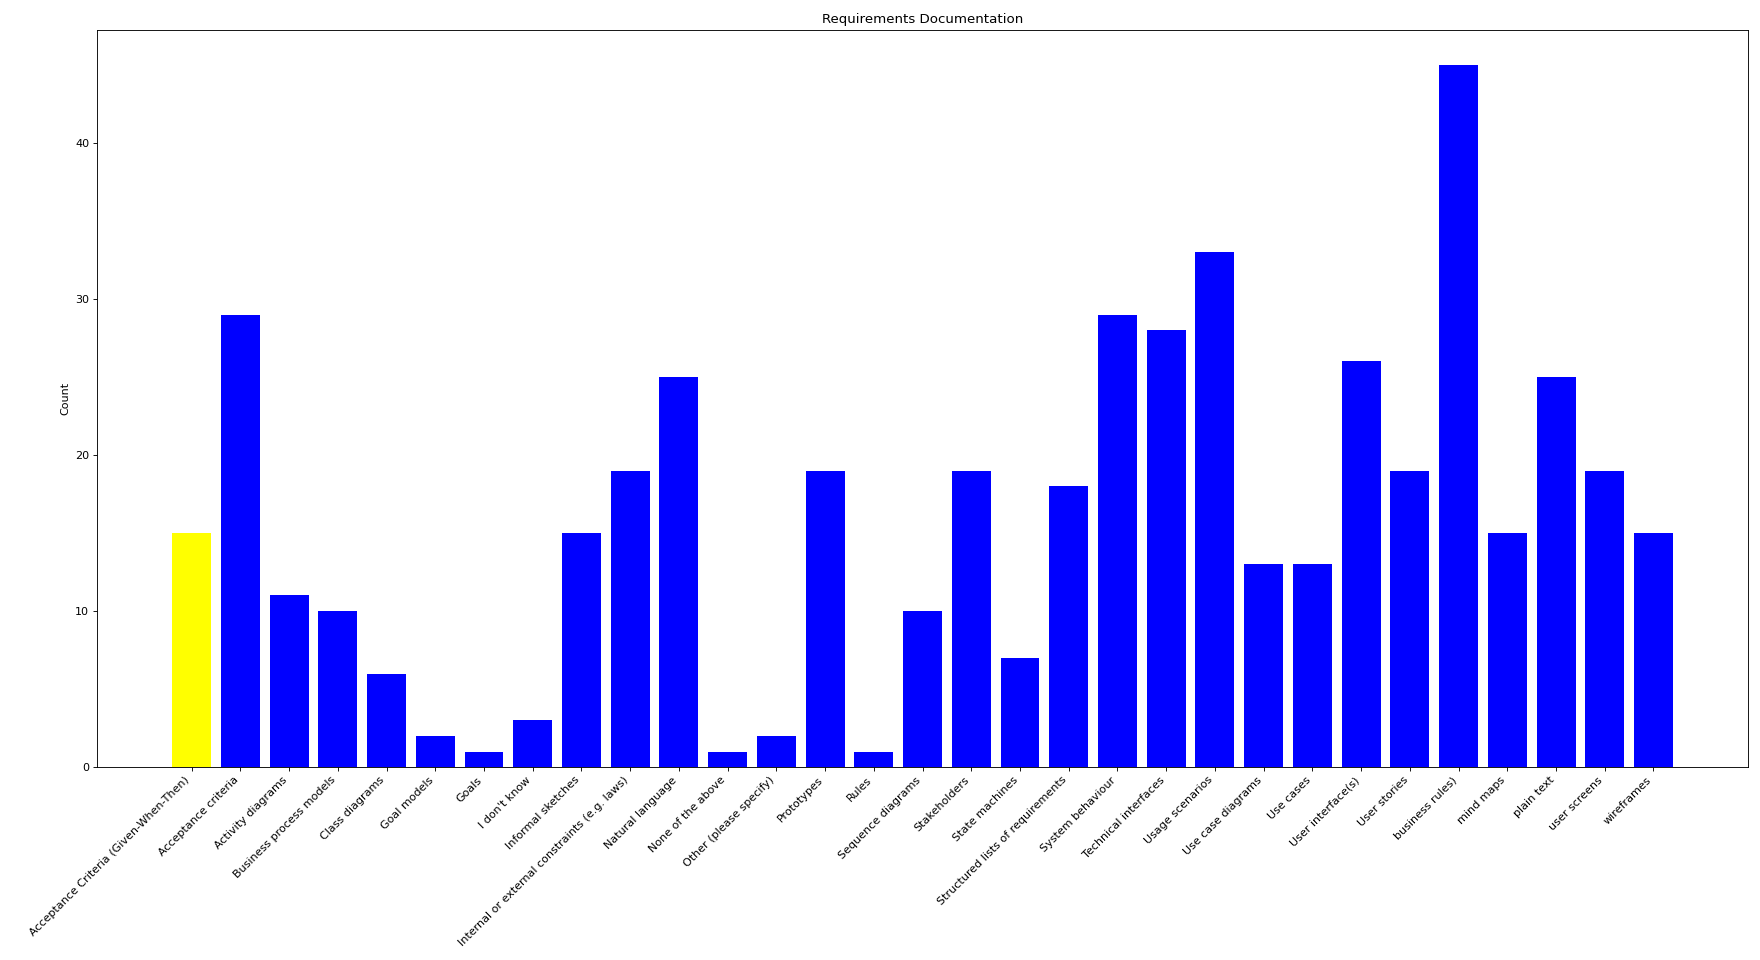 Requirements Documentation
Count
40
30
20
10
0
Acceptance Criteria (Given-When-Then)
Acceptance criteria
Activity diagrams
Business process models
Class diagrams
Goal models
Goals
I don't know
Informal sketches
Internal or external constraints (e.g. laws)
Natural language
None of the above
Other (please specify)
Prototypes
Rules
Sequence diagrams
Stakeholders
State machines
Structured lists of requirements
System behaviour
Technical interfaces
Usage scenarios
Use case diagrams
Use cases
User interface(s)
User stories
business rules)
mind maps
plain text
user screens
wireframes